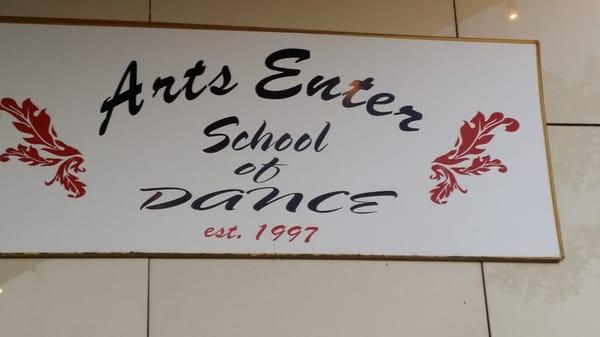 Arts Enter
School
of
DANCE
est. 1997